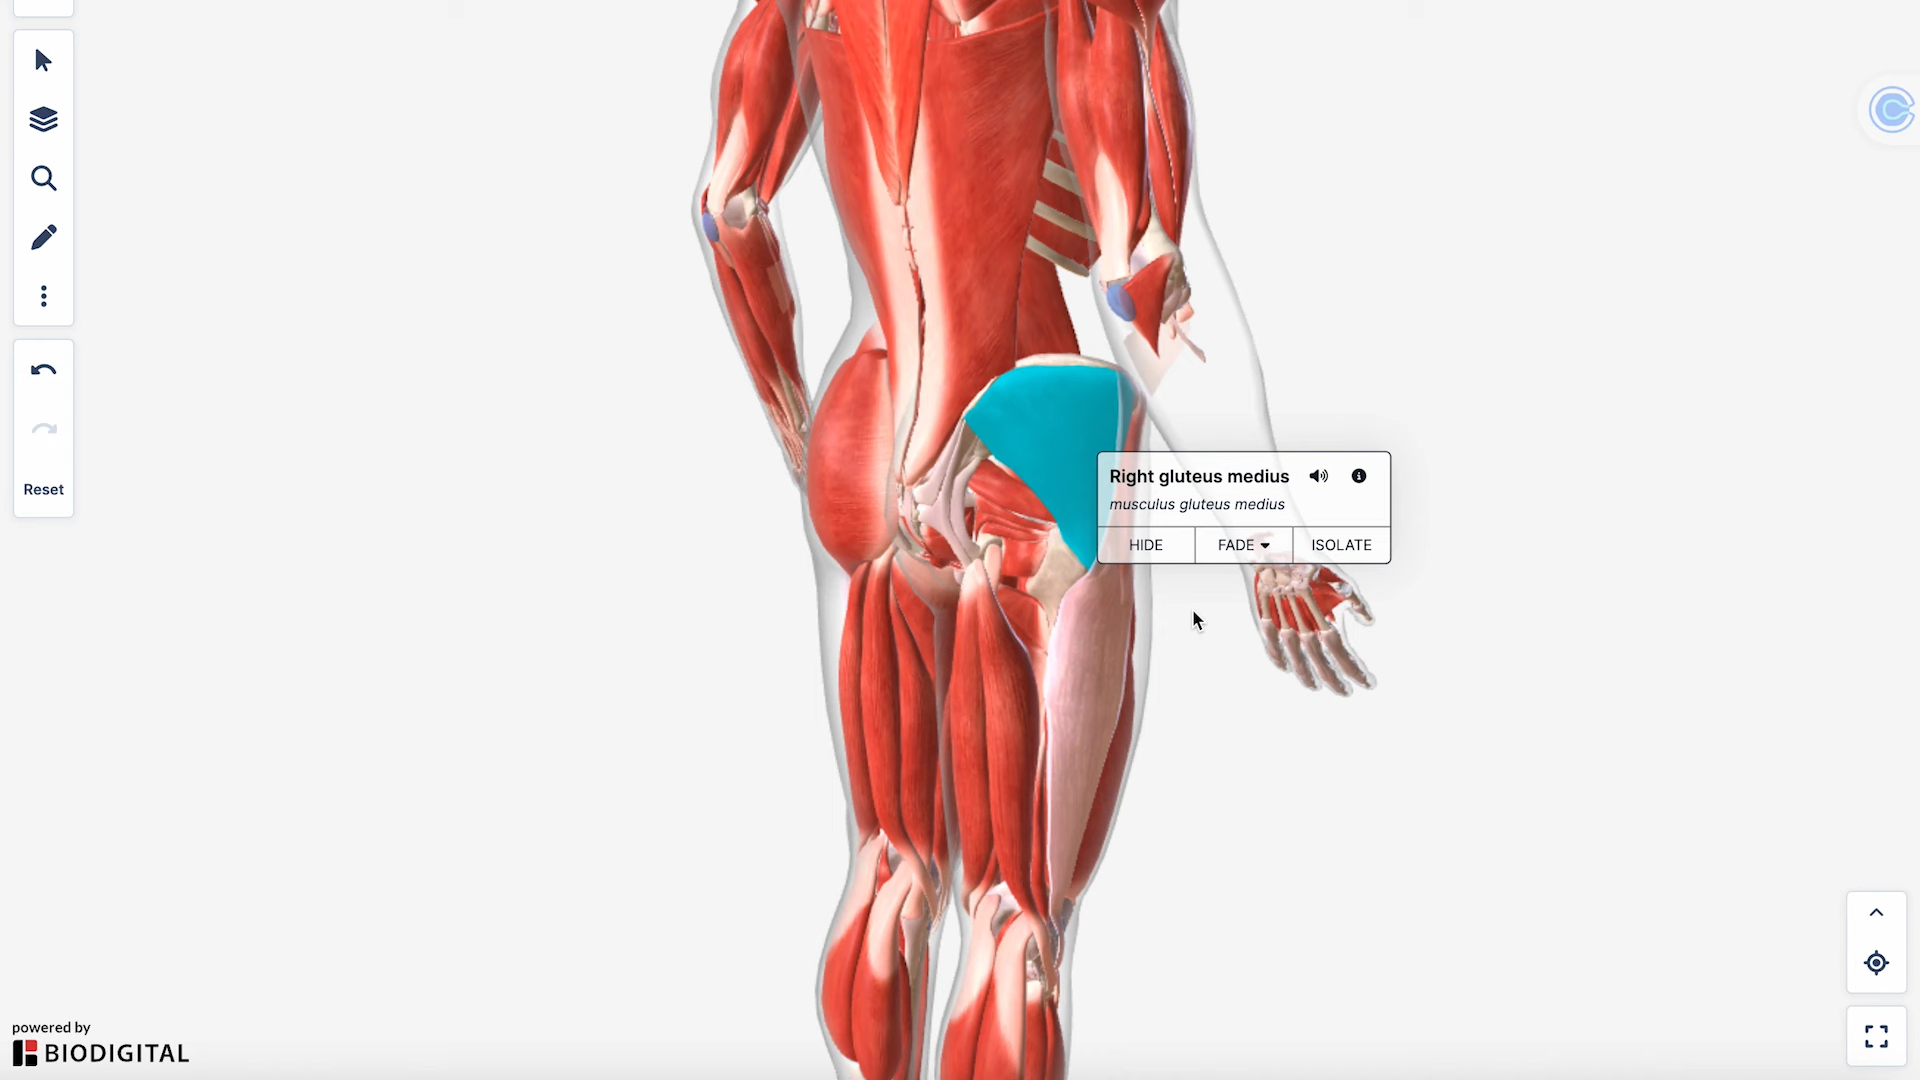 Reset
Right gluteus medius
musculus gluteus medius
HIDE
FADE
ISOLATE
powered by
BIODIGITAL